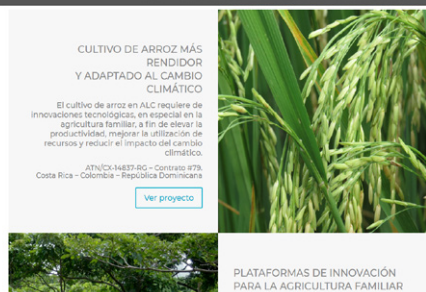 CULTIVO DE ARROZ MÁS
RENDIDOR
Y ADAPTADO AL CAMBIO
CLIMÁTICO
El cultivo de arroz en ALC requiere de
innovaciones tecnológicas, en especial en la
agricultura familiar, a fin de elevar la
productividad, mejorar la utilización de
recursos y reducir el impacto del cambio
climático.
ATN/CX-14837-RG – Contrato #79.
Costa Rica – Colombia – República Dominicana
Ver proyecto
PLATAFORMAS DE INNOVACIÓN
PARA LA AGRICULTURA FAMILIAR